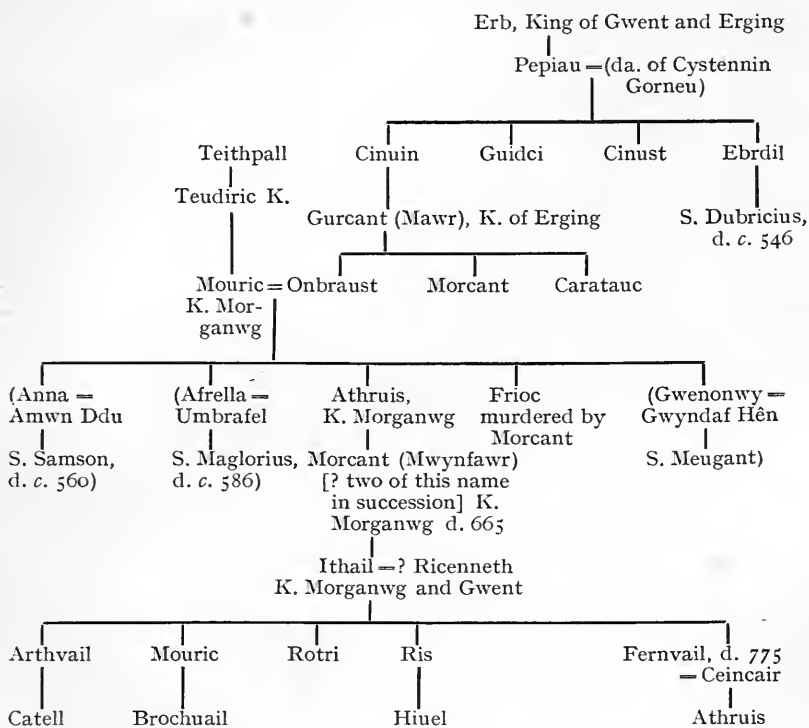 Erb, King of Gwent and Erging
Pepiau = (da. of Cystennin
Gorneu)
Teithpall Cinuin Guidci Cinust Ebrdil
Teudiric K.
Gurcant (Mawr), K. of Erging S. Dubricius,
d. c. 546
Mouric = Onbraust Morcant Caratauc
K. Mor-
ganwg
(Anna = (Afrella = Athruis, Frioc (Gwenonwy =
Amwn Ddu Umbrafel K. Morganwg murdered by Gwyndaf Hên
Morcant
S. Samson, S. Maglorius, Morcant (Mwynfawr) S. Meugant)
d. c. 560) d. c. 586) [? two of this name
in succession] K.
Morganwg d. 665
Ithail = ? Ricenneth
K. Morganwg and Gwent
Arthvail Mouric Rotri Ris Fernvail, d. 775
= Ceincair
Catell Brochuail Hiuel Athruis